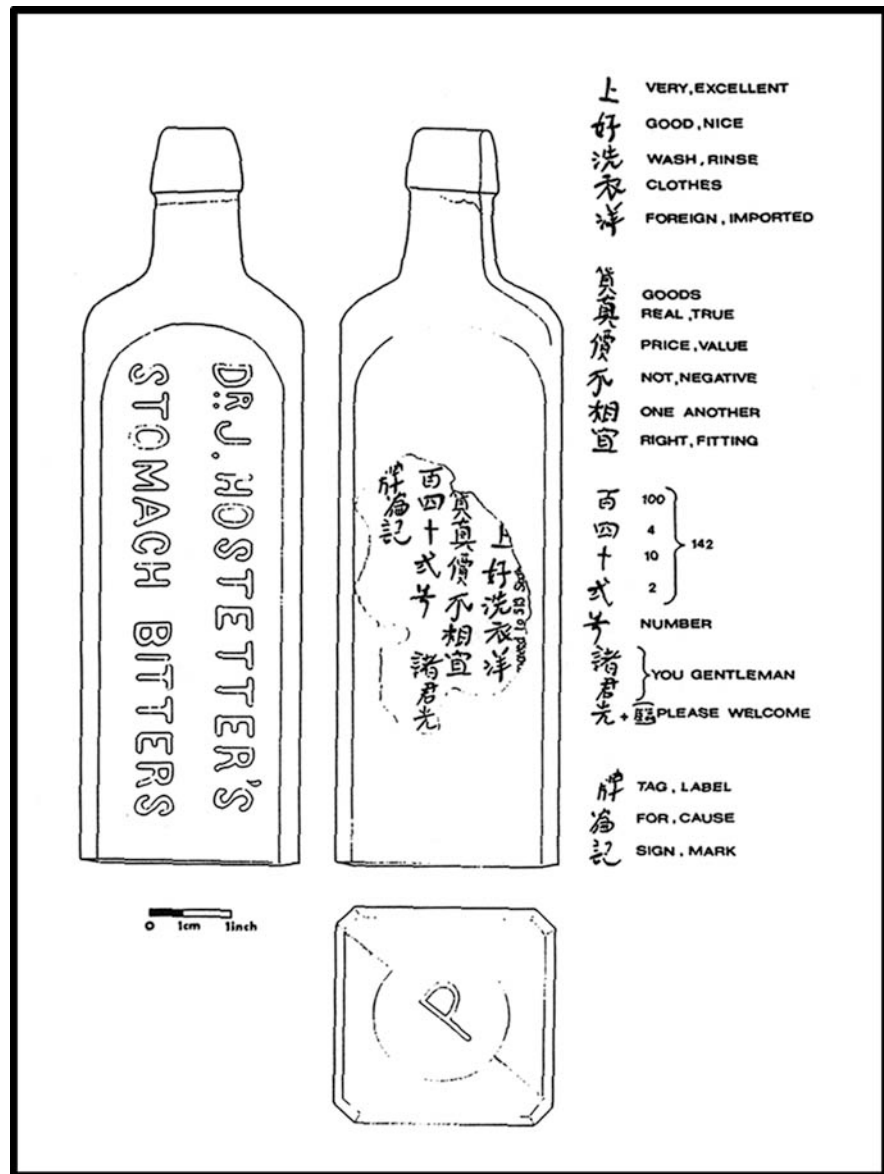 DR. J. HOSTETTER'S
STOMACH BITTERS
上好洗衣洋
貨真價不相宜
百四十弍号 諸君光
牌為記
上 VERY, EXCELLENT
好 GOOD, NICE
洗 WASH, RINSE
衣 CLOTHES
洋 FOREIGN, IMPORTED
貨 GOODS
真 REAL, TRUE
價 PRICE, VALUE
不 NOT, NEGATIVE
相 ONE ANOTHER
宜 RIGHT, FITTING
百 100
四 4
十 10
弍 2
142
号 NUMBER
諸君 YOU GENTLEMAN
光 + PLEASE WELCOME
牌 TAG, LABEL
為 FOR, CAUSE
記 SIGN, MARK
0 1cm 1inch
P